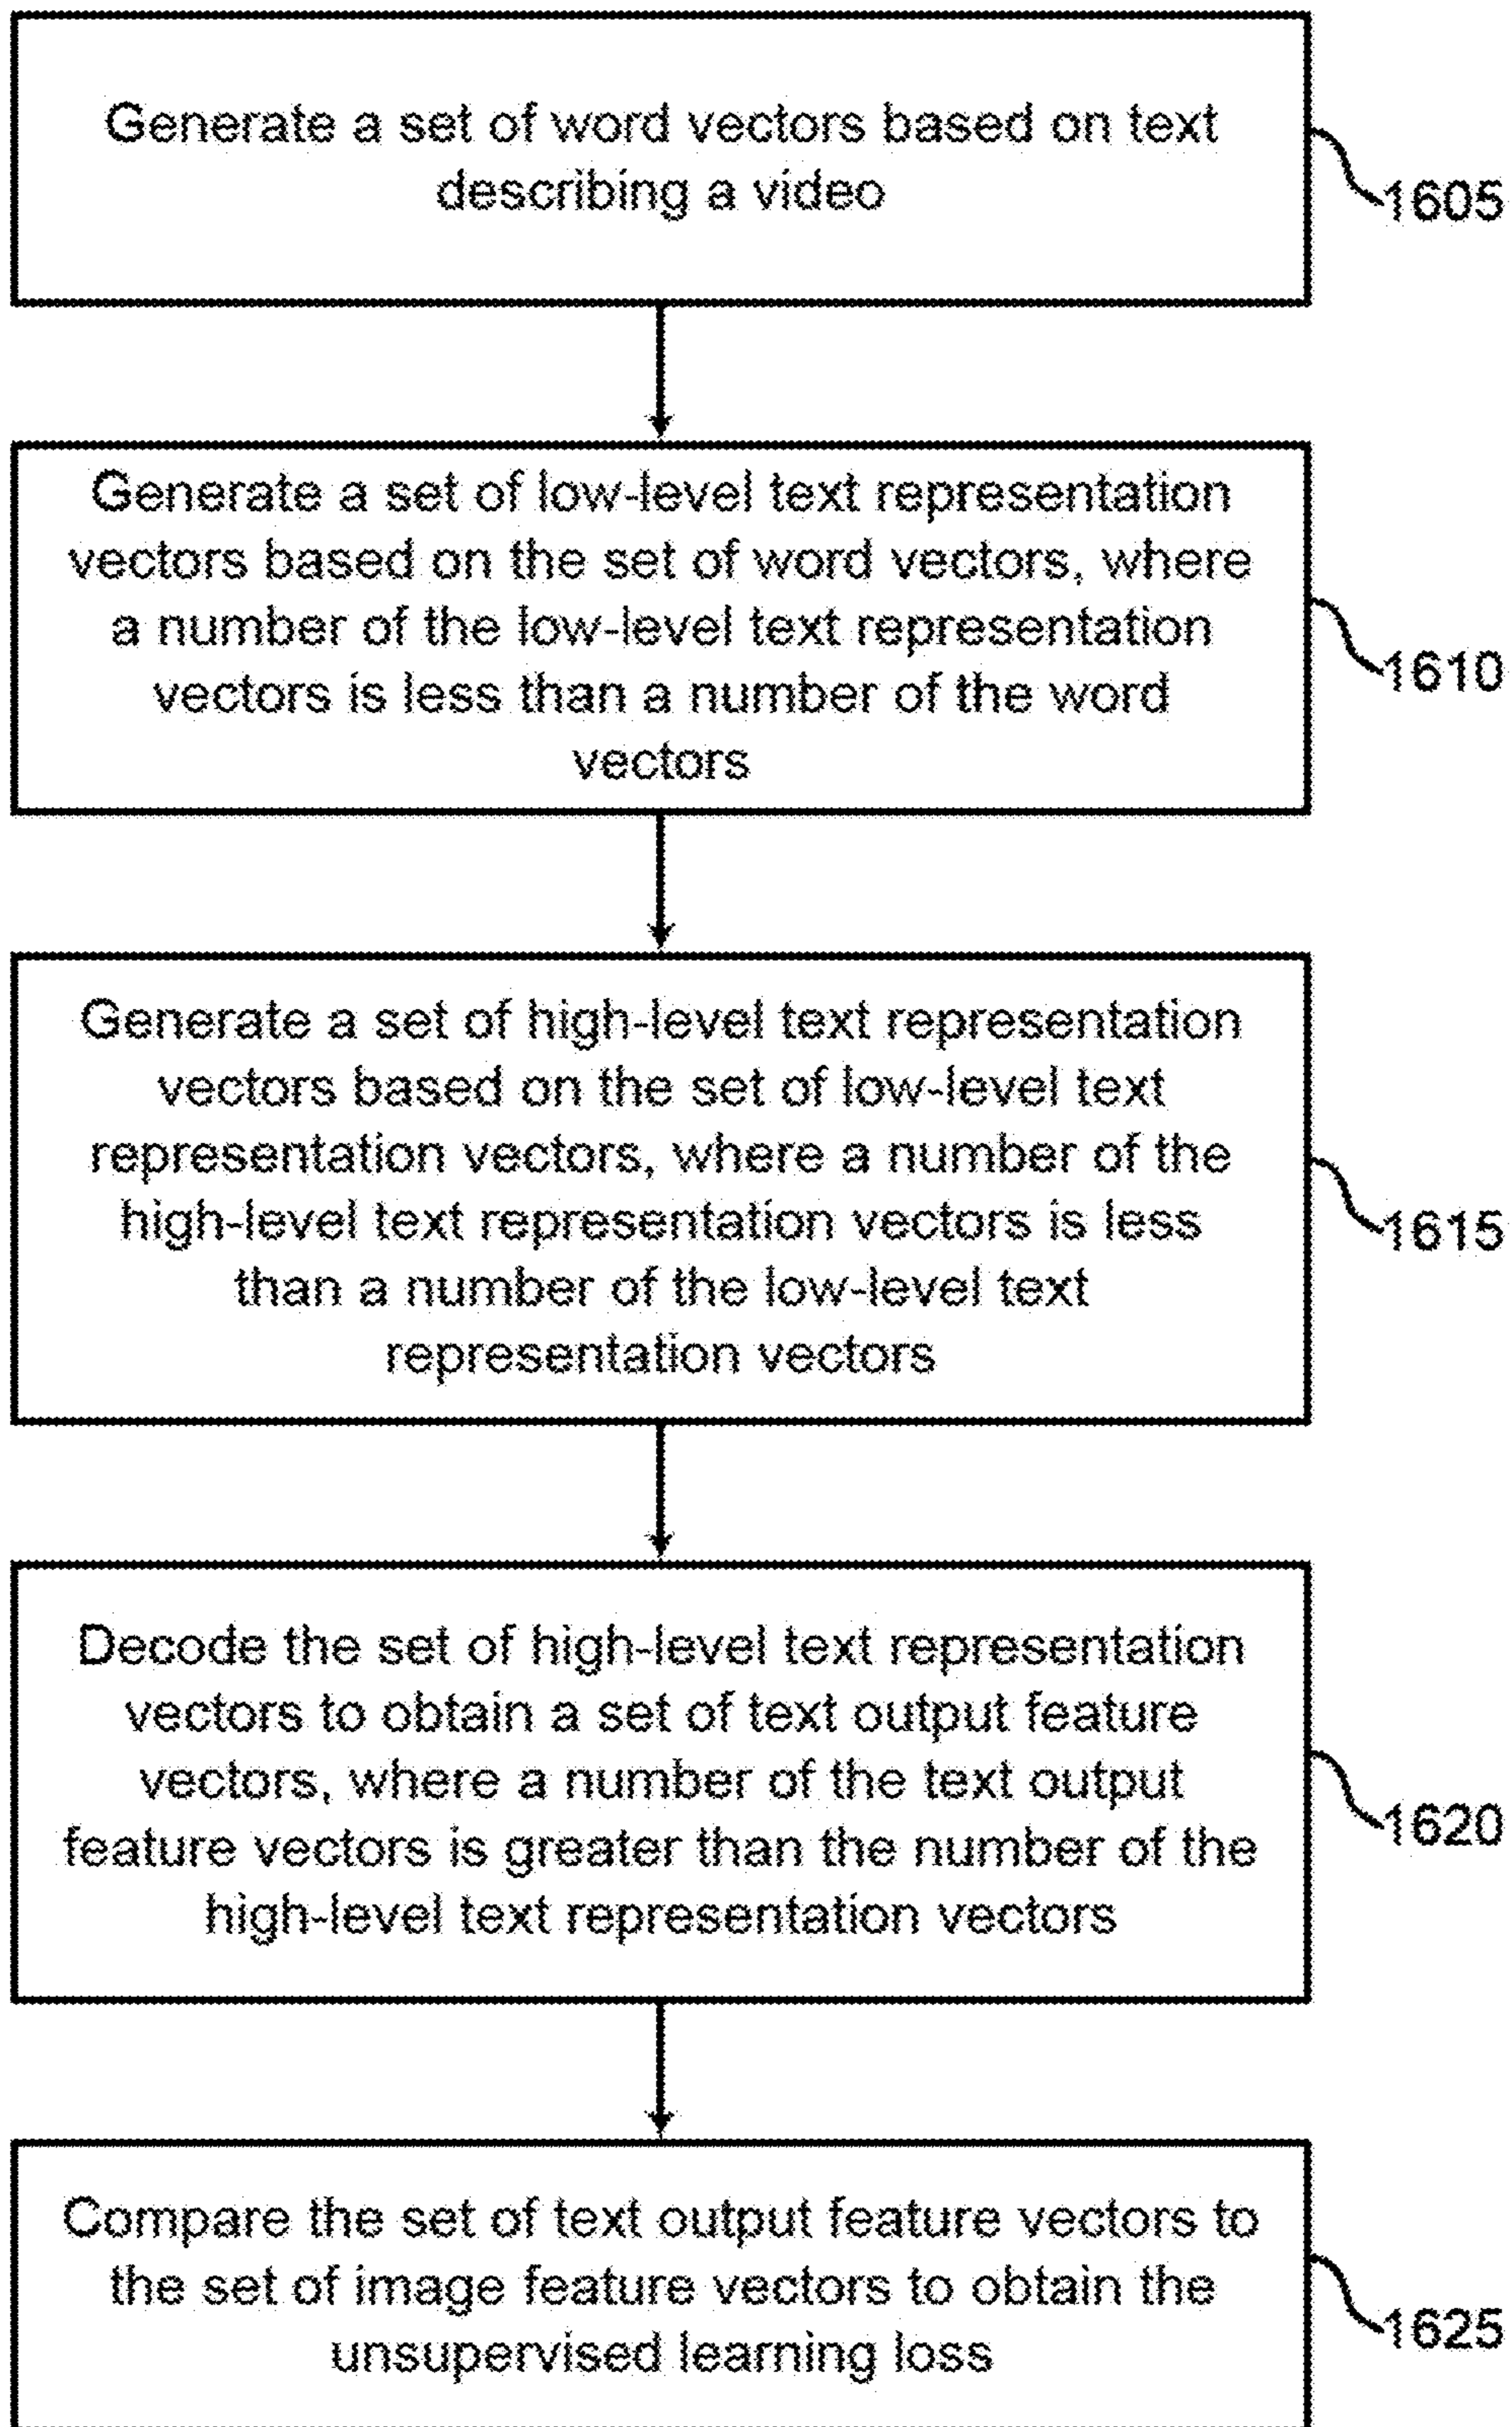 Generate a set of word vectors based on text
describing a video
1605
Generate a set of low-level text representation
vectors based on the set of word vectors, where
a number of the low-level text representation
vectors is less than a number of the word
vectors
1610
Generate a set of high-level text representation
vectors based on the set of low-level text
representation vectors, where a number of the
high-level text representation vectors is less
than a number of the low-level text
representation vectors
1615
Decode the set of high-level text representation
vectors to obtain a set of text output feature
vectors, where a number of the text output
feature vectors is greater than the number of the
high-level text representation vectors
1620
Compare the set of text output feature vectors to
the set of image feature vectors to obtain the
unsupervised learning loss
1625